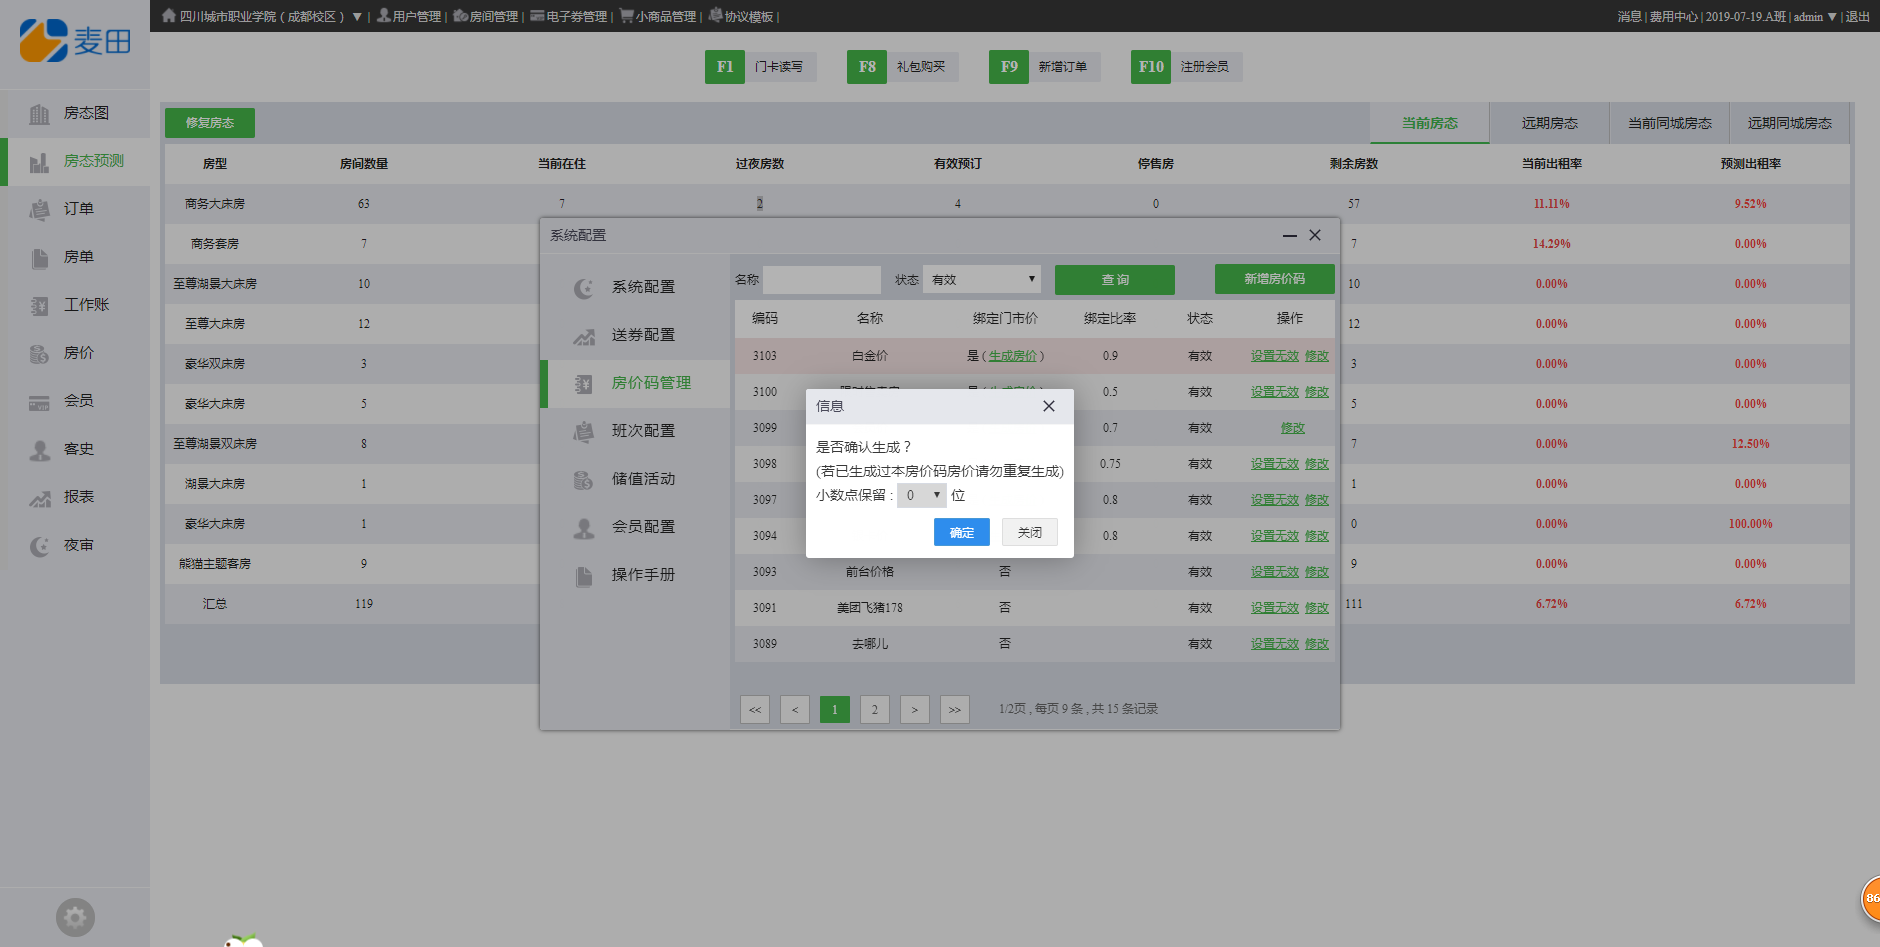 麦田
四川城市职业学院（成都校区）▼ | 用户管理 | 房间管理 | 电子券管理 | 小商品管理 | 协议模板 |
消息 | 费用中心 | 2019-07-19.A班 | admin ▼ | 退出
F1 门卡读写 F8 礼包购买 F9 新增订单 F10 注册会员
房态图
房态预测
订单
房单
工作账
房价
会员
客史
报表
夜审
修复房态
当前房态 远期房态 当前同城房态 远期同城房态
房型 房间数量 当前在住 过夜房数 有效预订 停售房 剩余房数 当前出租率 预测出租率
商务大床房 63 7 2 4 0 57 11.11% 9.52%
商务套房 7 7 14.29% 0.00%
至尊湖景大床房 10 10 0.00% 0.00%
至尊大床房 12 12 0.00% 0.00%
豪华双床房 3 3 0.00% 0.00%
豪华大床房 5 5 0.00% 0.00%
至尊湖景双床房 8 7 0.00% 12.50%
湖景大床房 1 1 0.00% 0.00%
豪华大床房 1 0 0.00% 100.00%
熊猫主题客房 9 9 0.00% 0.00%
汇总 119 111 6.72% 6.72%
系统配置
系统配置
送券配置
房价码管理
班次配置
储值活动
会员配置
操作手册
名称 状态 有效 查 询 新增房价码
编码 名称 绑定门市价 绑定比率 状态 操作
3103 白金价 是 ( 生成房价 ) 0.9 有效 设置无效 修改
3100 0.5 有效 设置无效 修改
3099 0.7 有效 修改
3098 0.75 有效 设置无效 修改
3097 0.8 有效 设置无效 修改
3094 0.8 有效 设置无效 修改
3093 前台价格 否 有效 设置无效 修改
3091 美团飞猪178 否 有效 设置无效 修改
3089 去哪儿 否 有效 设置无效 修改
<< < 1 2 > >> 1/2页 , 每页 9 条 , 共 15 条记录
信息
是否确认生成？
(若已生成过本房价码房价请勿重复生成)
小数点保留 : 0 位
确定 关闭
86